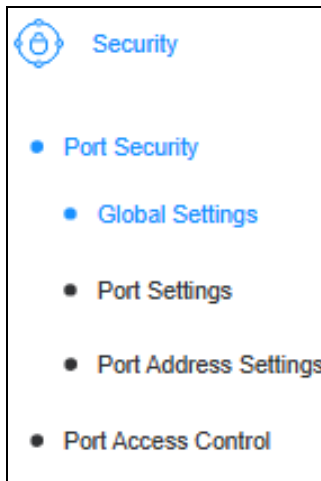 Security
Port Security
Global Settings
Port Settings
Port Address Settings
Port Access Control